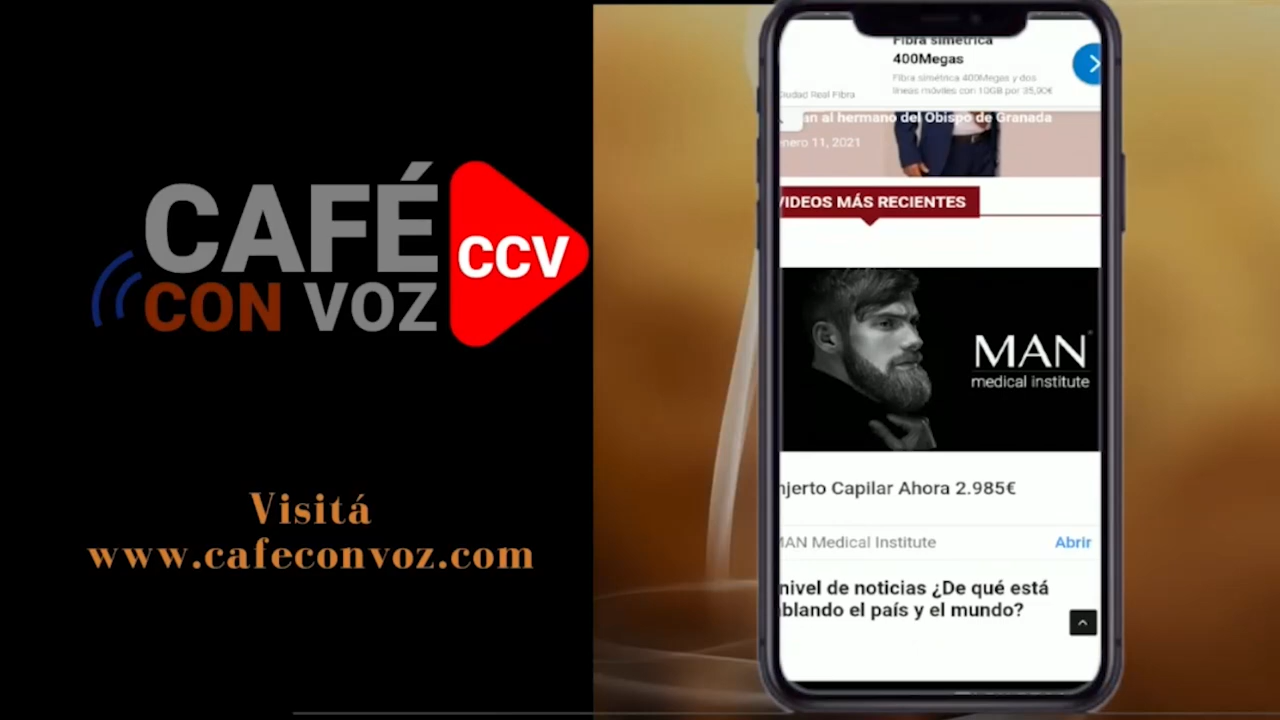 CAFÉ
CON VOZ
CCV
Visitá
www.cafeconvoz.com
Fibra simétrica
400Megas
Fibra simétrica 400Megas y dos
líneas móviles con 10GB por 35,90€
Ciudad Real Fibra
an al hermano del Obispo de Granada
enero 11, 2021
VIDEOS MÁS RECIENTES
MAN
medical institute
njerto Capilar Ahora 2.985€
MAN Medical Institute
Abrir
nivel de noticias ¿De qué está
ablando el país y el mundo?